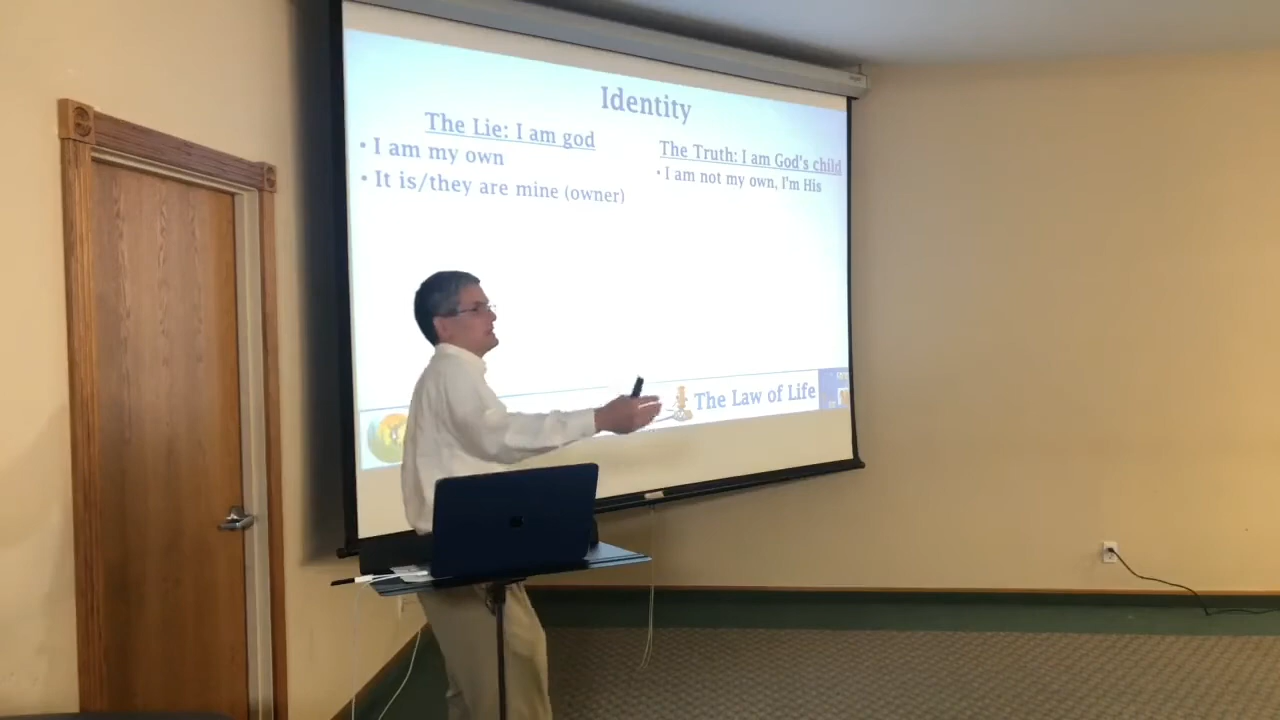 Identity
The Lie: I am god
• I am my own
• It is/they are mine (owner)
The Truth: I am God's child
• I am not my own, I'm His
The Law of Life